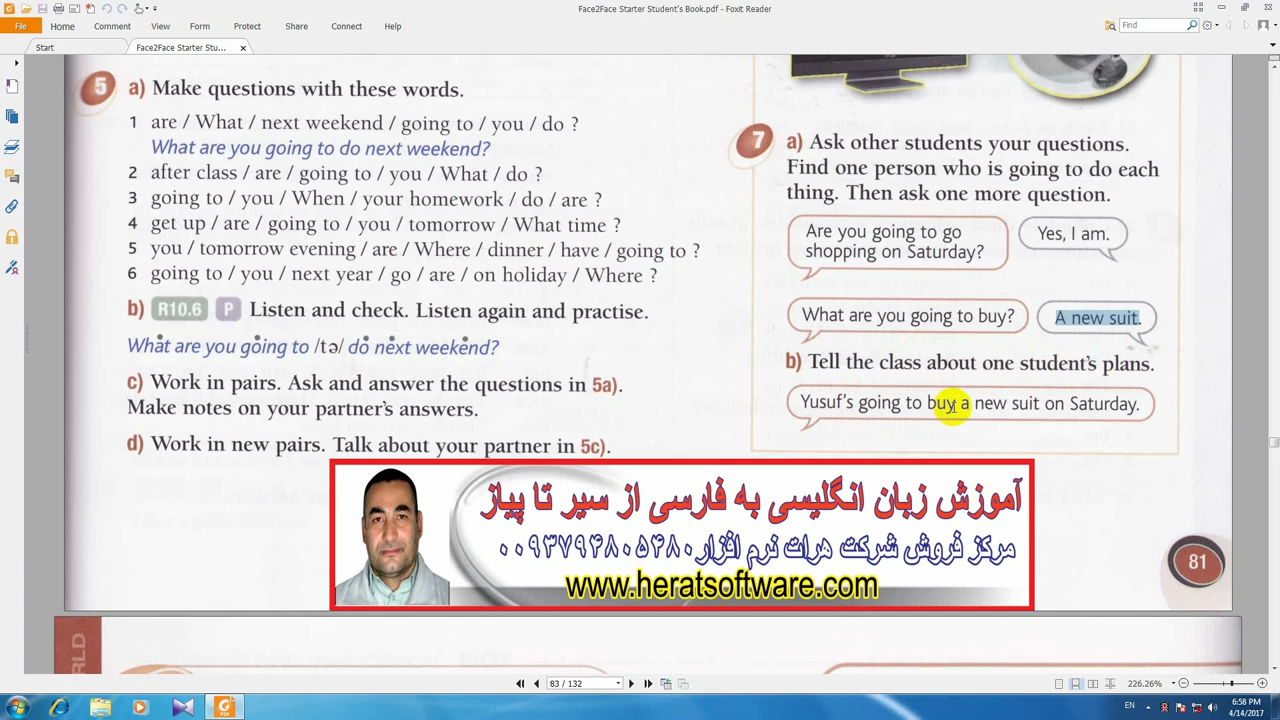 Face2Face Starter Student's Book.pdf - Foxit Reader
File Home Comment View Form Protect Share Connect Help
Find
Start Face2Face Starter Stu...
5 a) Make questions with these words.
1 are / What / next weekend / going to / you / do ?
What are you going to do next weekend?
2 after class / are / going to / you / What / do ?
3 going to / you / When / your homework / do / are ?
4 get up / are / going to / you / tomorrow / What time ?
5 you / tomorrow evening / are / Where / dinner / have / going to ?
6 going to / you / next year / go / are / on holiday / Where ?
b) R10.6 P Listen and check. Listen again and practise.
What are you going to /tə/ do next weekend?
c) Work in pairs. Ask and answer the questions in 5a).
Make notes on your partner's answers.
d) Work in new pairs. Talk about your partner in 5c).
7 a) Ask other students your questions.
Find one person who is going to do each
thing. Then ask one more question.
Are you going to go
shopping on Saturday?
Yes, I am.
What are you going to buy?
A new suit.
b) Tell the class about one student's plans.
Yusuf's going to buy a new suit on Saturday.
آموزش زبان انگلیسی به فارسی از سیر تا پیاز
مرکز فروش شرکت هرات نرم افزار ۰۰۹۳۷۹۴۸۰۵۴۸۰
www.heratsoftware.com
81
RLD
83 / 132
226.26%
EN
6:58 PM
4/14/2017